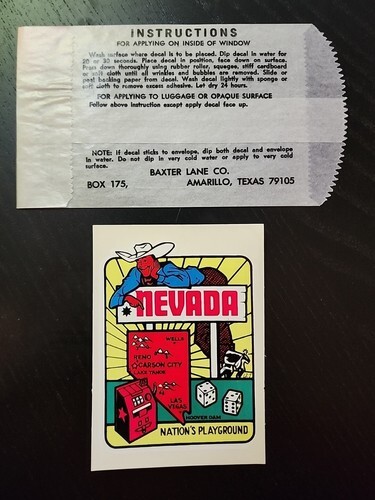 INSTRUCTIONS
FOR APPLYING ON INSIDE OF WINDOW
Wash surface where decal is to be placed. Dip decal in water for
20 or 30 seconds. Place decal in position, face down on surface.
Press down thoroughly using rubber roller, squegee, stiff cardboard
or soft cloth until all wrinkles and bubbles are removed. Slide or
peel backing paper from decal. Wash decal lightly with sponge or
soft cloth to remove excess adhesive. Let dry 24 hours.
FOR APPLYING TO LUGGAGE OR OPAQUE SURFACE
Follow above instruction except apply decal face up.
NOTE: If decal sticks to envelope, dip both decal and envelope
in water. Do not dip in very cold water or apply to very cold
surface.
BAXTER LANE CO.
BOX 175, AMARILLO, TEXAS 79105
NEVADA
WELLS
RENO
CARSON CITY
LAKE TAHOE
LAS
VEGAS
HOOVER DAM
NATION'S PLAYGROUND